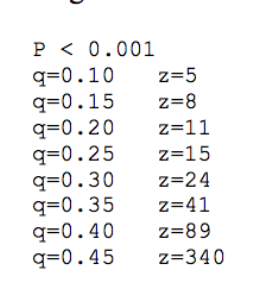 P < 0.001
q=0.10 z=5
q=0.15 z=8
q=0.20 z=11
q=0.25 z=15
q=0.30 z=24
q=0.35 z=41
q=0.40 z=89
q=0.45 z=340